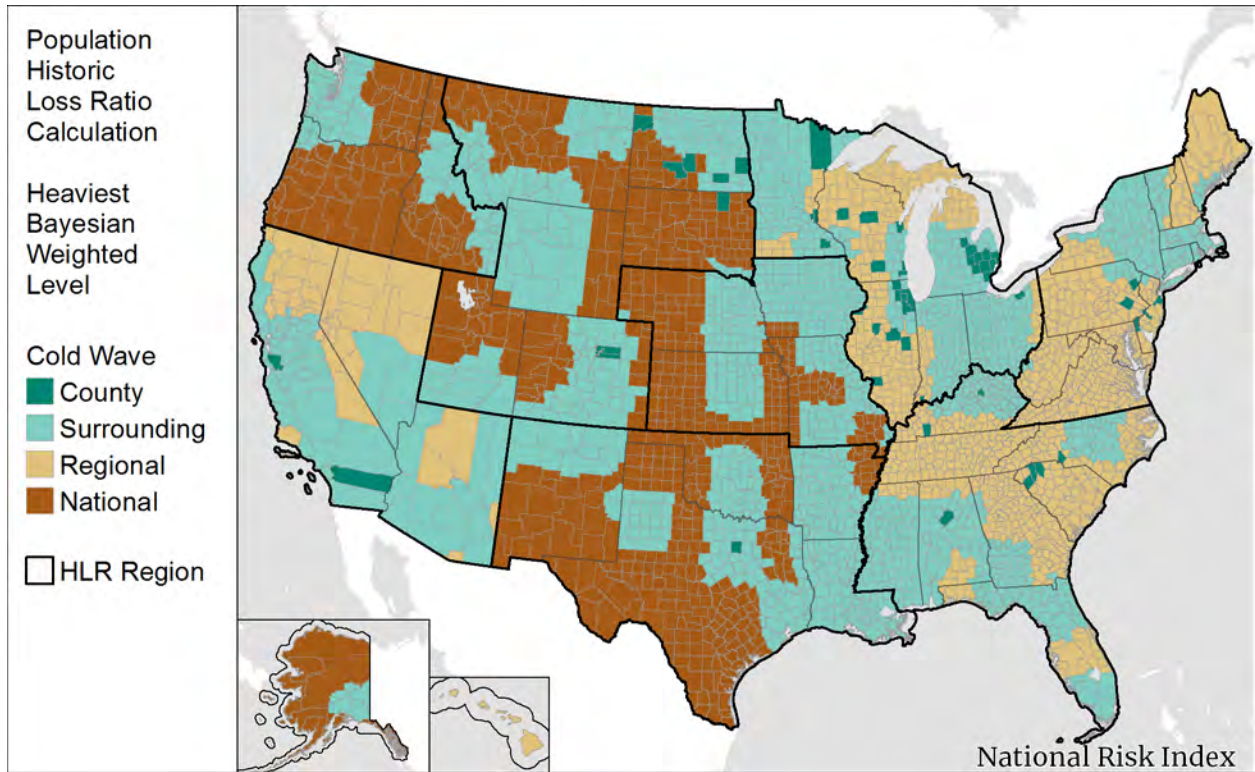 Population
Historic
Loss Ratio
Calculation
Heaviest
Bayesian
Weighted
Level
Cold Wave
County
Surrounding
Regional
National
HLR Region
National Risk Index